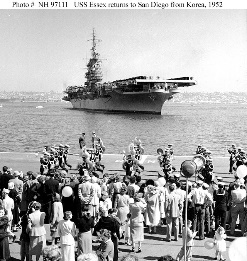 Photo # NH 97111 USS Essex returns to San Diego from Korea, 1952